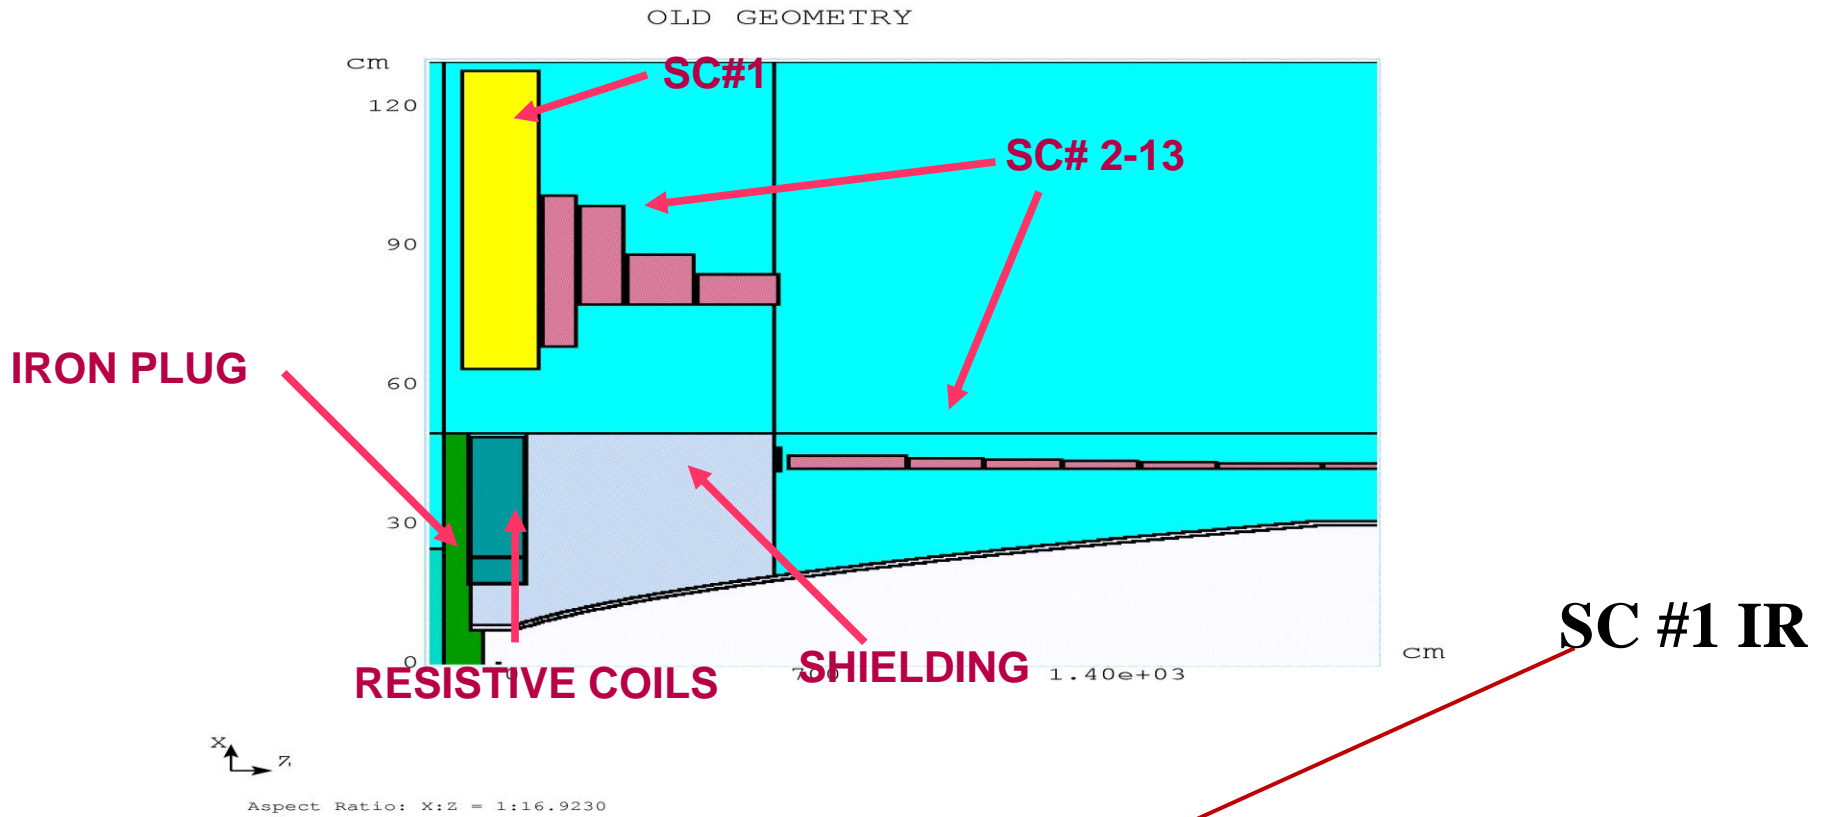 OLD GEOMETRY
cm
SC#1
120
SC# 2-13
90
IRON PLUG
60
30
SC #1 IR
0
cm
RESISTIVE COILS
SHIELDING
1.40e+03
X
Z
Aspect Ratio: X:Z = 1:16.9230